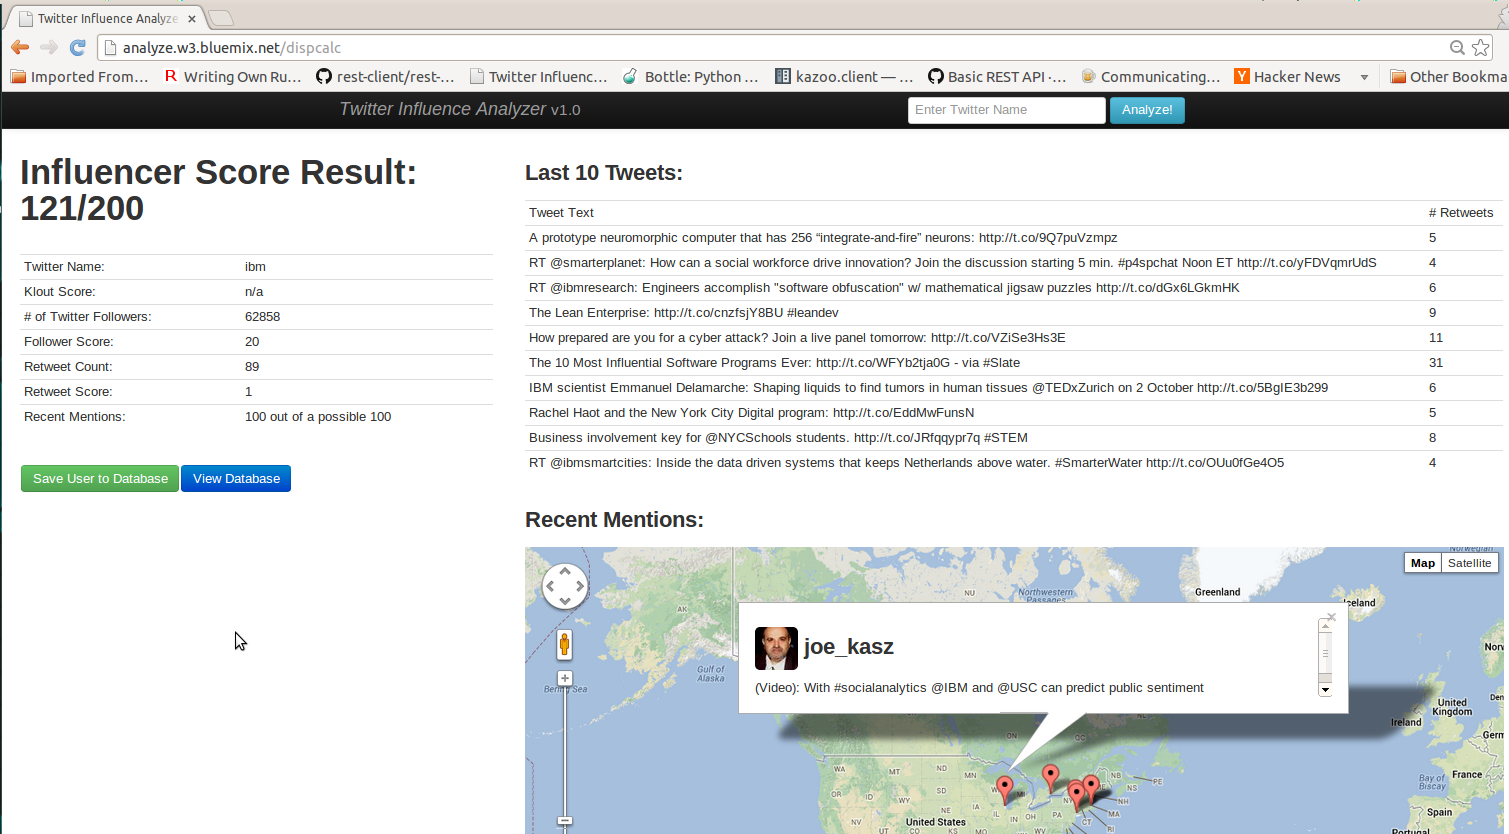 Twitter Influence Analyze
analyze.w3.bluemix.net/dispcalc
Imported From... Writing Own Ru... rest-client/rest-... Twitter Influenc... Bottle: Python ... kazoo.client — ... Basic REST API ·... Communicating... Hacker News Other Bookma
Twitter Influence Analyzer v1.0 Enter Twitter Name Analyze!
Influencer Score Result:
121/200
Twitter Name: ibm
Klout Score: n/a
# of Twitter Followers: 62858
Follower Score: 20
Retweet Count: 89
Retweet Score: 1
Recent Mentions: 100 out of a possible 100
Save User to Database View Database
Last 10 Tweets:
Tweet Text # Retweets
A prototype neuromorphic computer that has 256 “integrate-and-fire” neurons: http://t.co/9Q7puVzmpz 5
RT @smarterplanet: How can a social workforce drive innovation? Join the discussion starting 5 min. #p4spchat Noon ET http://t.co/yFDVqmrUdS 4
RT @ibmresearch: Engineers accomplish "software obfuscation" w/ mathematical jigsaw puzzles http://t.co/dGx6LGkmHK 6
The Lean Enterprise: http://t.co/cnzfsjY8BU #leandev 9
How prepared are you for a cyber attack? Join a live panel tomorrow: http://t.co/VZiSe3Hs3E 11
The 10 Most Influential Software Programs Ever: http://t.co/WFYb2tja0G - via #Slate 31
IBM scientist Emmanuel Delamarche: Shaping liquids to find tumors in human tissues @TEDxZurich on 2 October http://t.co/5BgIE3b299 6
Rachel Haot and the New York City Digital program: http://t.co/EddMwFunsN 5
Business involvement key for @NYCSchools students. http://t.co/JRfqqypr7q #STEM 8
RT @ibmsmartcities: Inside the data driven systems that keeps Netherlands above water. #SmarterWater http://t.co/OUu0fGe4O5 4
Recent Mentions:
Map Satellite
Norwegian
AK
NU
Northwestern
Passages
Greenland
Iceland
joe_kasz
(Video): With #socialanalytics @IBM and @USC can predict public sentiment
Gulf of
Alaska
Bering Sea
Norw
United
Kingdom
Ireland
Den
Germ
ON
QC
WA MT ND MN NB PE
OR ID SD MI NS
WY IA NY NH
NE IL IN OH PA MA
NV UT CO KS MO WV CT RI
United States
Bay of
Biscay
France
Spain
Portugal